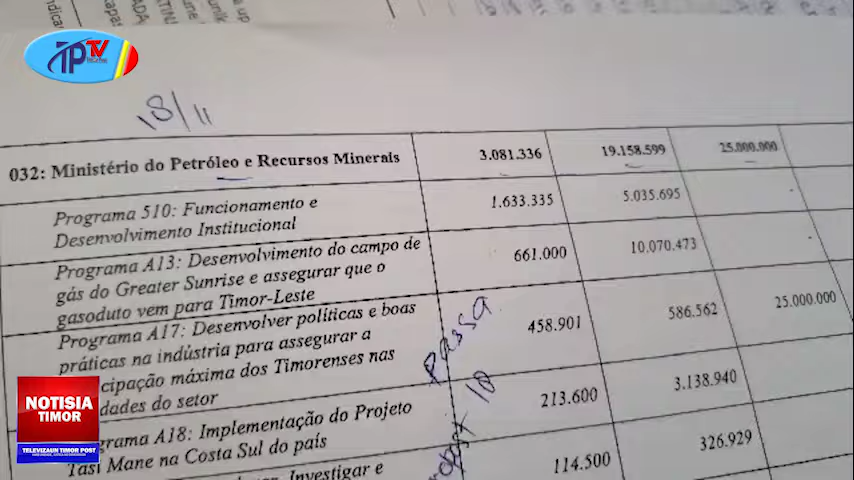 TPTV
18/11
032: Ministério do Petróleo e Recursos Minerais 3.081.336 19.158.599 25.000.000
Programa 510: Funcionamento e
Desenvolvimento Institucional 1.633.335 5.035.695 -
Programa A13: Desenvolvimento do campo de
gás do Greater Sunrise e assegurar que o
gasoduto vem para Timor-Leste 661.000 10.070.473 -
Programa A17: Desenvolver políticas e boas
práticas na indústria para assegurar a
cipação máxima dos Timorenses nas
dades do setor 458.901 586.562 25.000.000
Passa
grama A18: Implementação do Projeto
Tasi Mane na Costa Sul do país 213.600 3.138.940
Investigar e
114.500 326.929
NOTISIA
TIMOR
TELEVIZAUN TIMOR POST